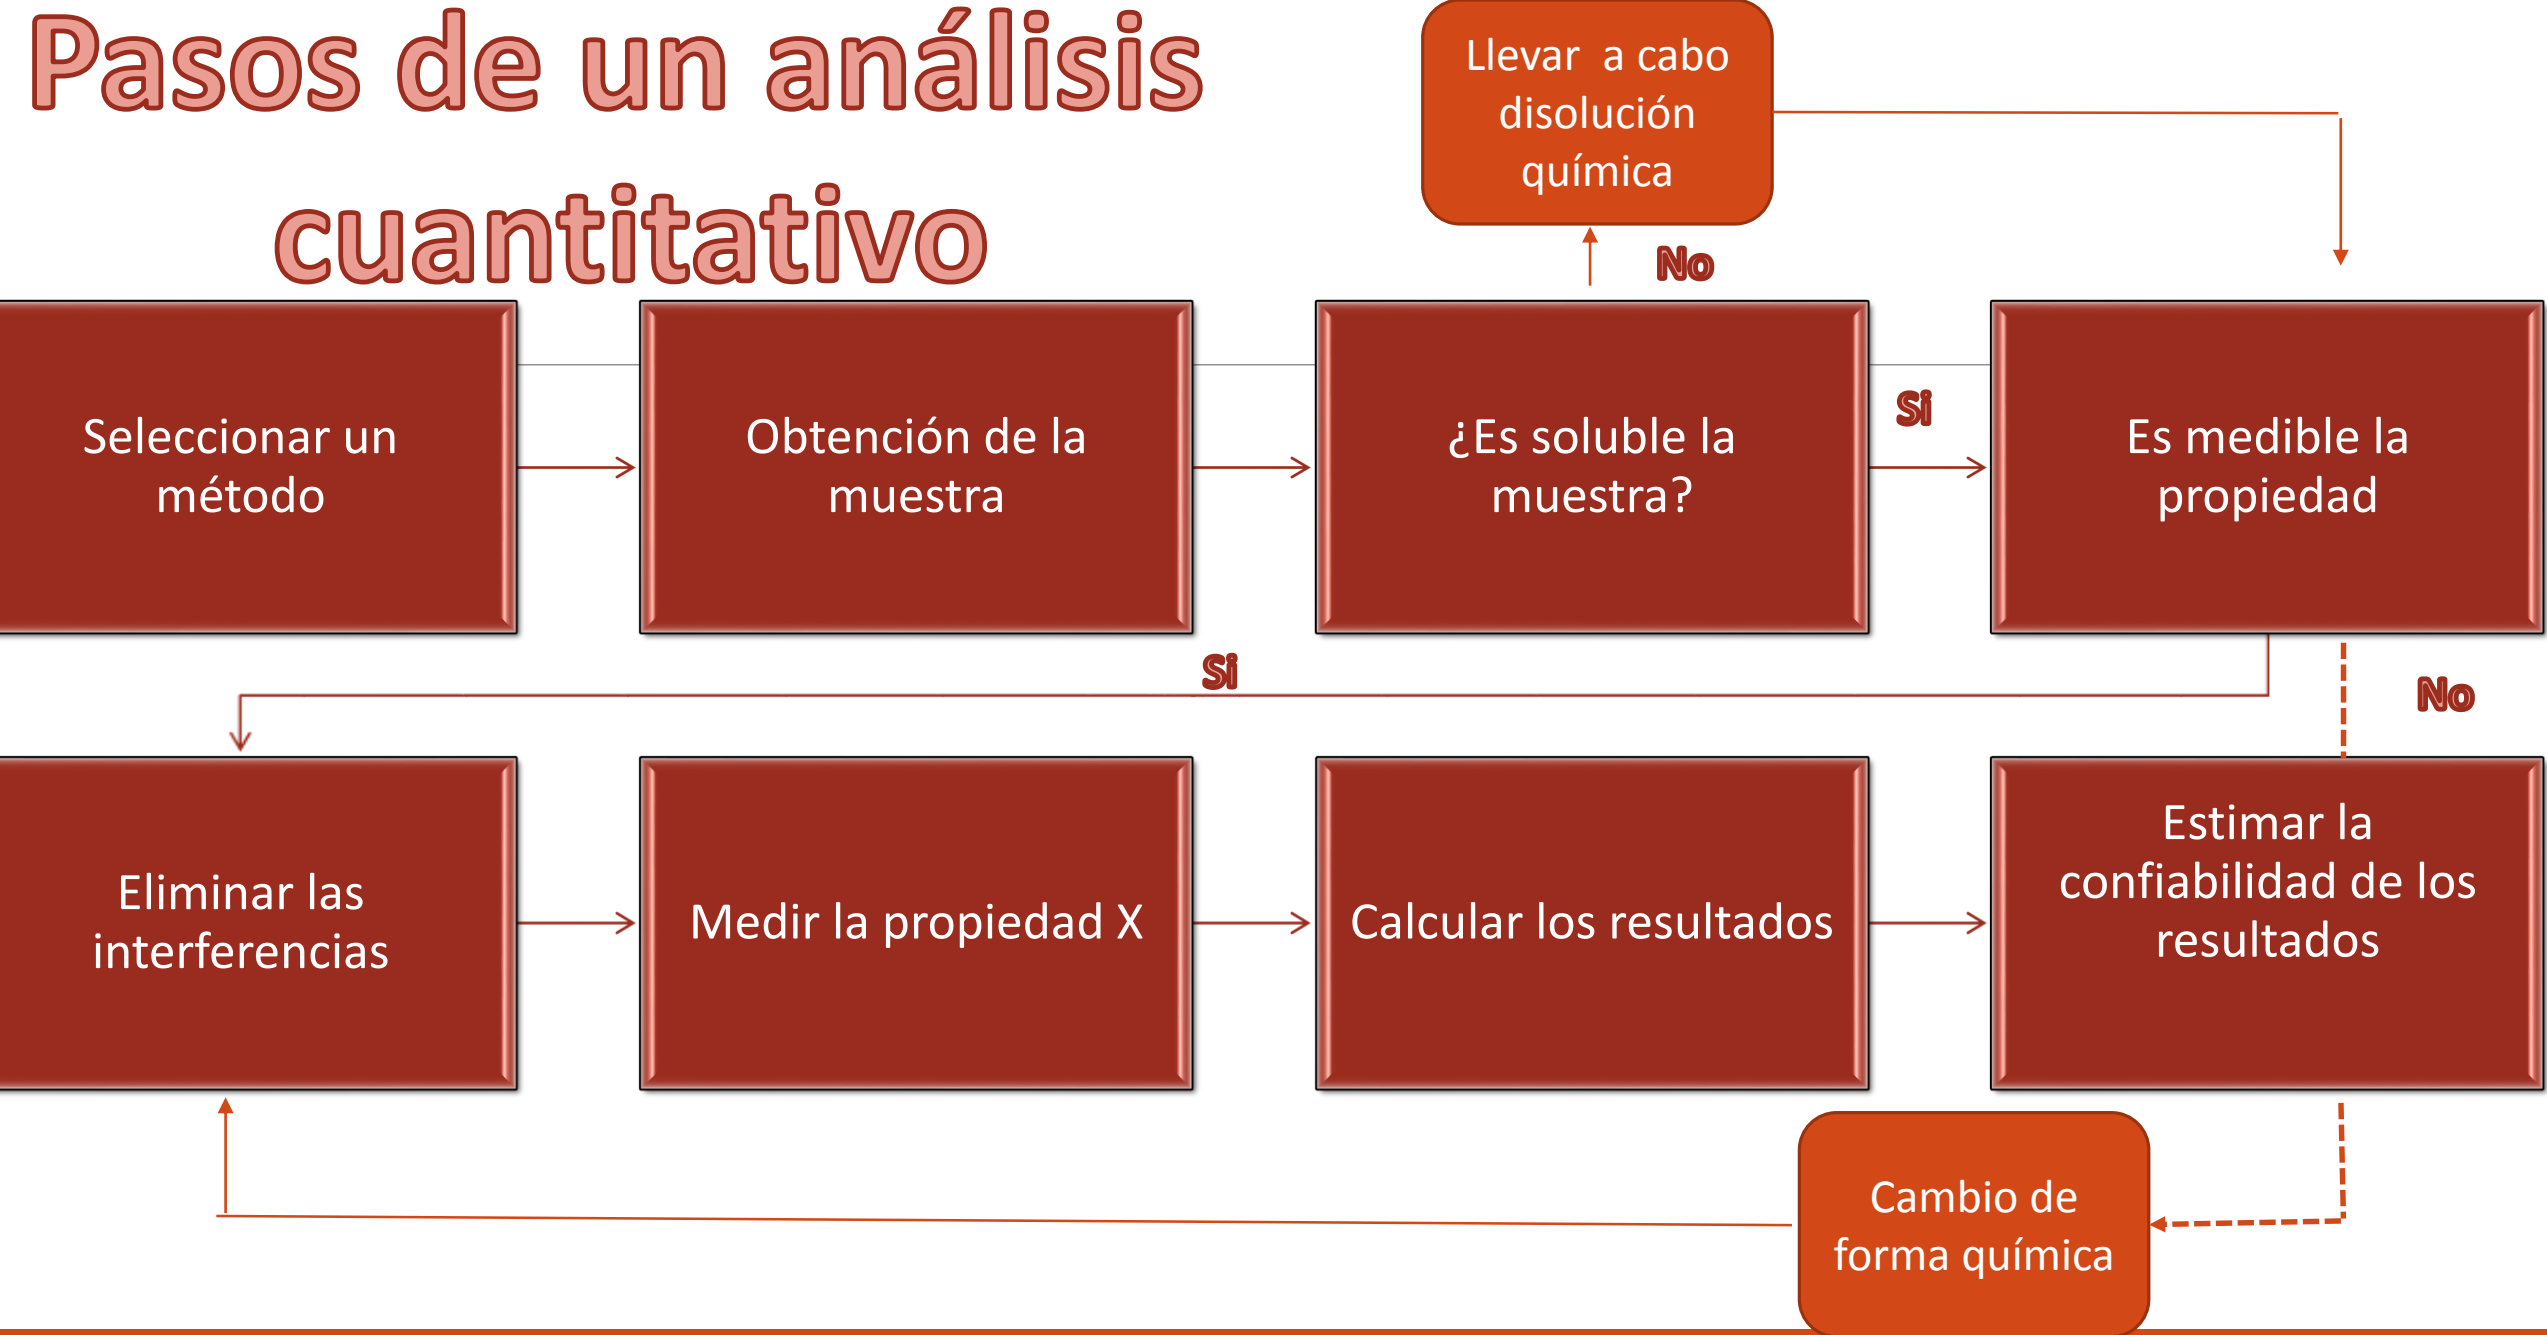 Pasos de un análisis
cuantitativo
Llevar  a cabo
disolución
química
No
Seleccionar un
método
Obtención de la
muestra
¿Es soluble la
muestra?
Si
Es medible la
propiedad
Si
No
Eliminar las
interferencias
Medir la propiedad X
Calcular los resultados
Estimar la
confiabilidad de los
resultados
Cambio de
forma química